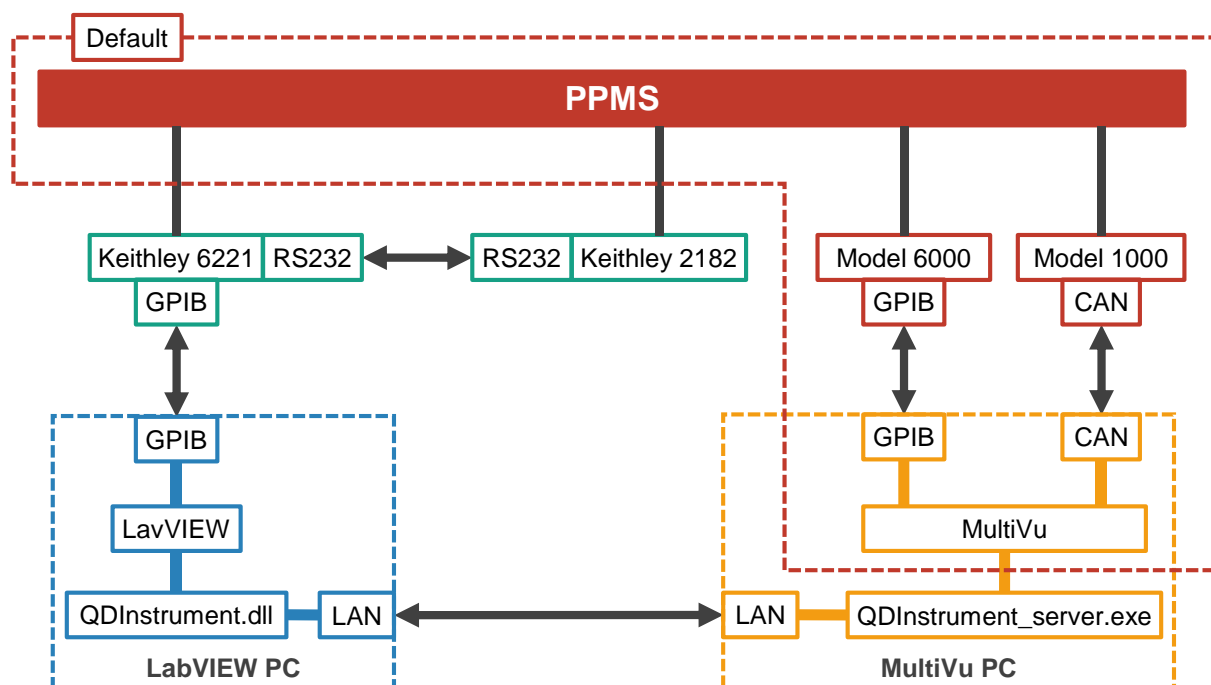 Default
PPMS
Keithley 6221 RS232 RS232 Keithley 2182 Model 6000 Model 1000
GPIB GPIB CAN
GPIB GPIB CAN
LavVIEW MultiVu
QDInstrument.dll LAN LAN QDInstrument_server.exe
LabVIEW PC MultiVu PC